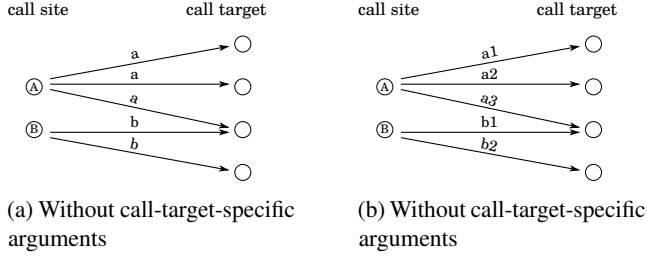 call site call target call site call target
a a1
a a2
A a A a3
b b1
B b B b2
(a) Without call-target-specific (b) Without call-target-specific
arguments arguments